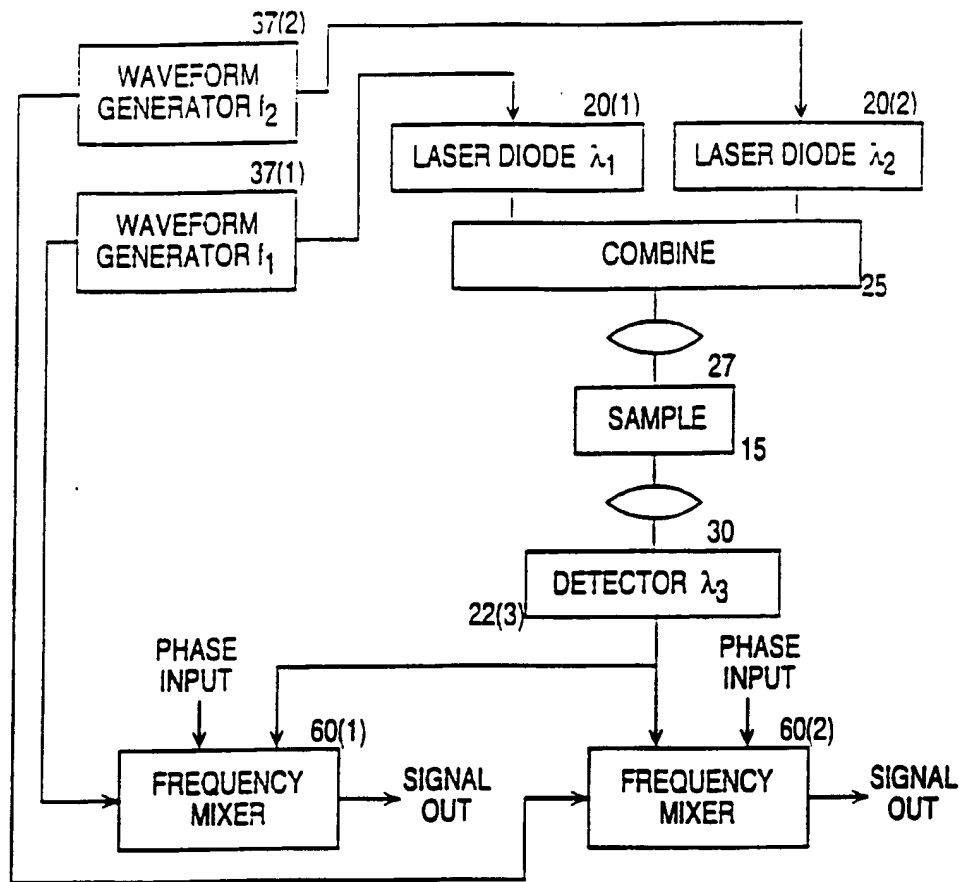 37(2)
WAVEFORM
GENERATOR f2
37(1)
WAVEFORM
GENERATOR f1
20(1)
LASER DIODE λ1
20(2)
LASER DIODE λ2
COMBINE
25
27
SAMPLE
15
30
DETECTOR λ3
22(3)
PHASE
INPUT
PHASE
INPUT
60(1)
FREQUENCY
MIXER
SIGNAL
OUT
60(2)
FREQUENCY
MIXER
SIGNAL
OUT